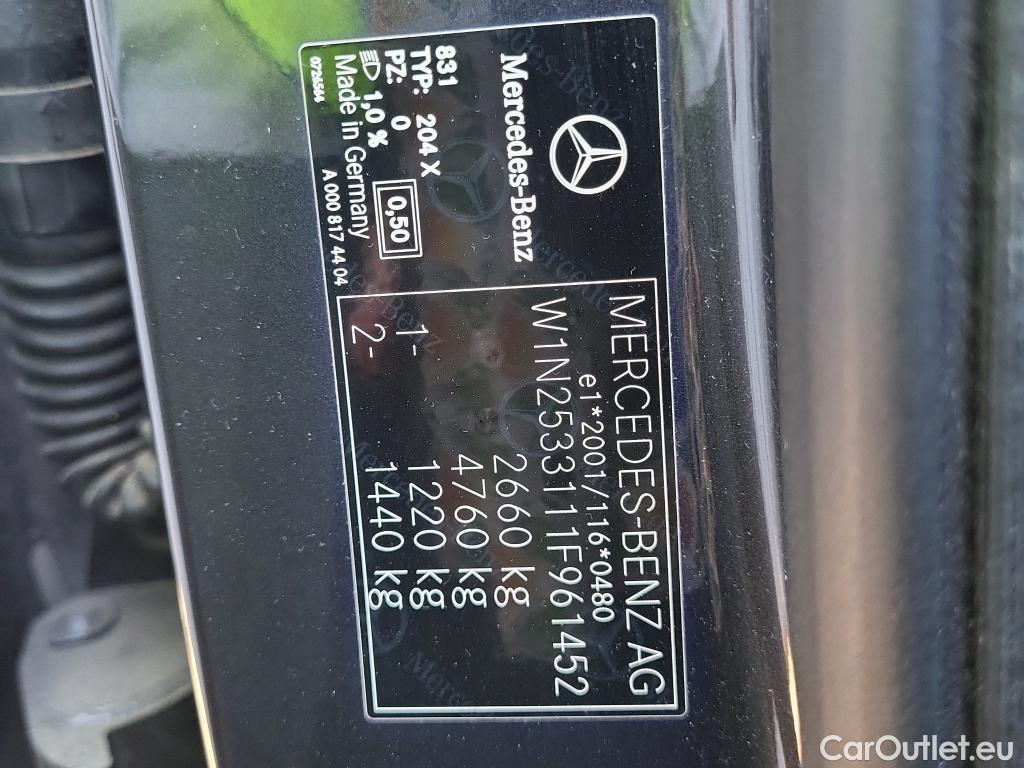 MERCEDES-BENZ AG
e1*2001/116*0480
W1N2533111F961452
2660 kg
4760 kg
1- 1220 kg
2- 1440 kg
Mercedes-Benz
831
TYP: 204 X
PZ: 0
1,0 %
0,50
Made in Germany
0726564
A 000 817 44 04
CarOutlet.eu